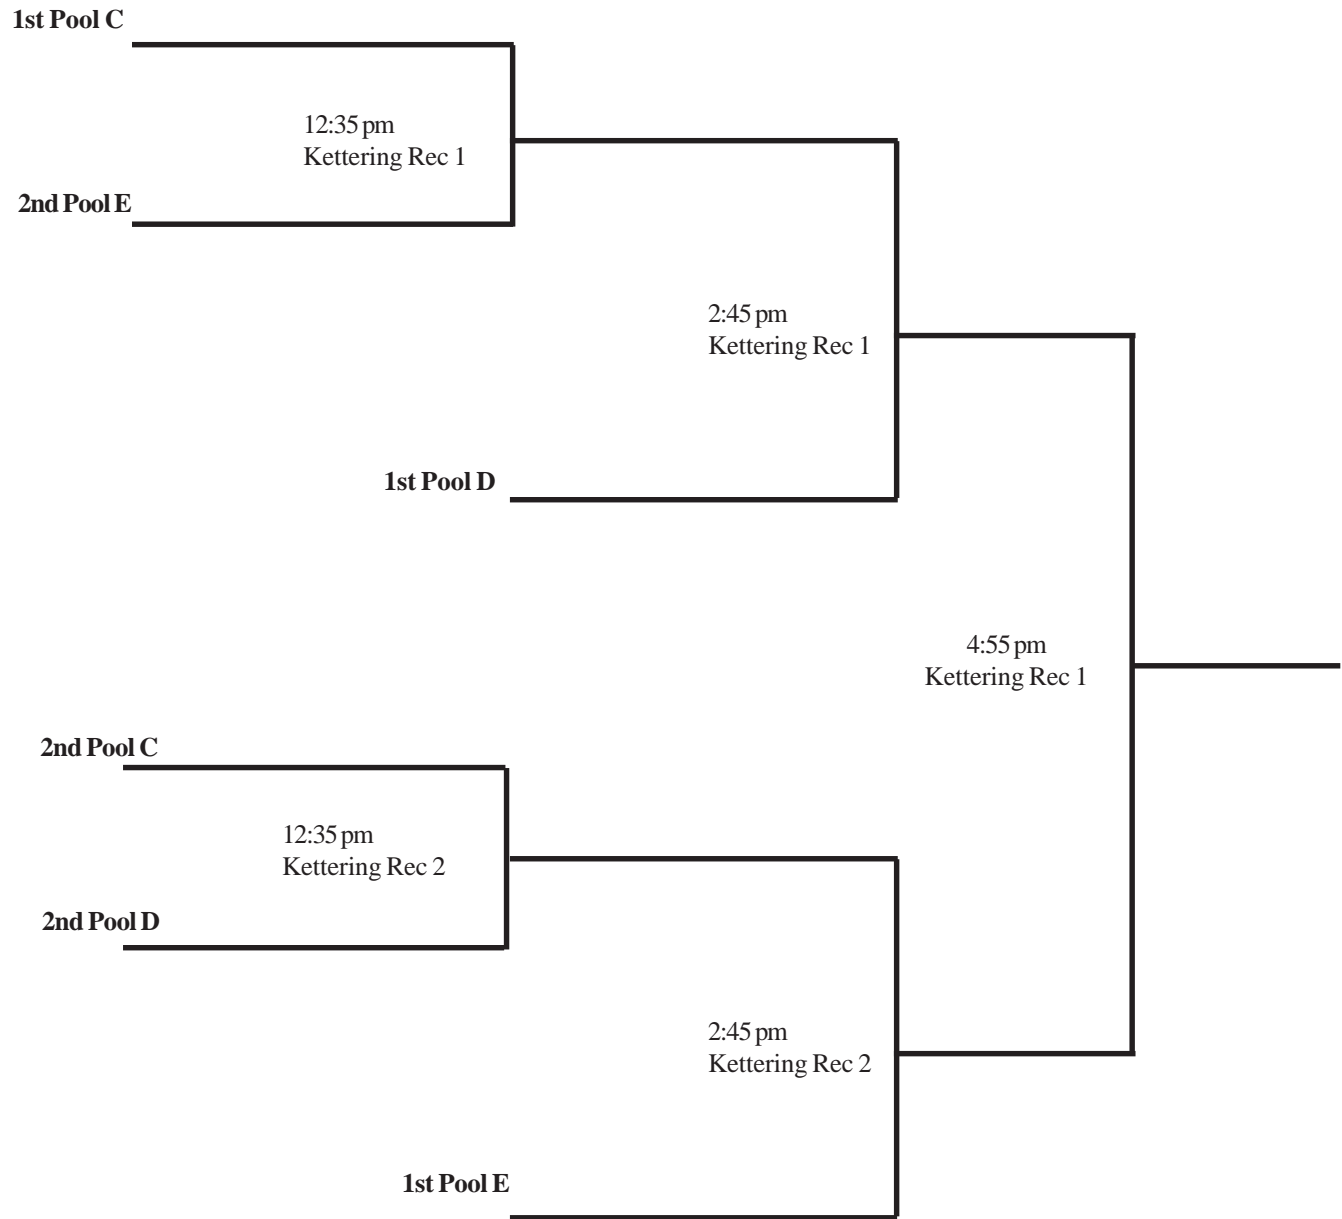 1st Pool C
12:35 pm
Kettering Rec 1
2nd Pool E
2:45 pm
Kettering Rec 1
1st Pool D
4:55 pm
Kettering Rec 1
2nd Pool C
12:35 pm
Kettering Rec 2
2nd Pool D
2:45 pm
Kettering Rec 2
1st Pool E